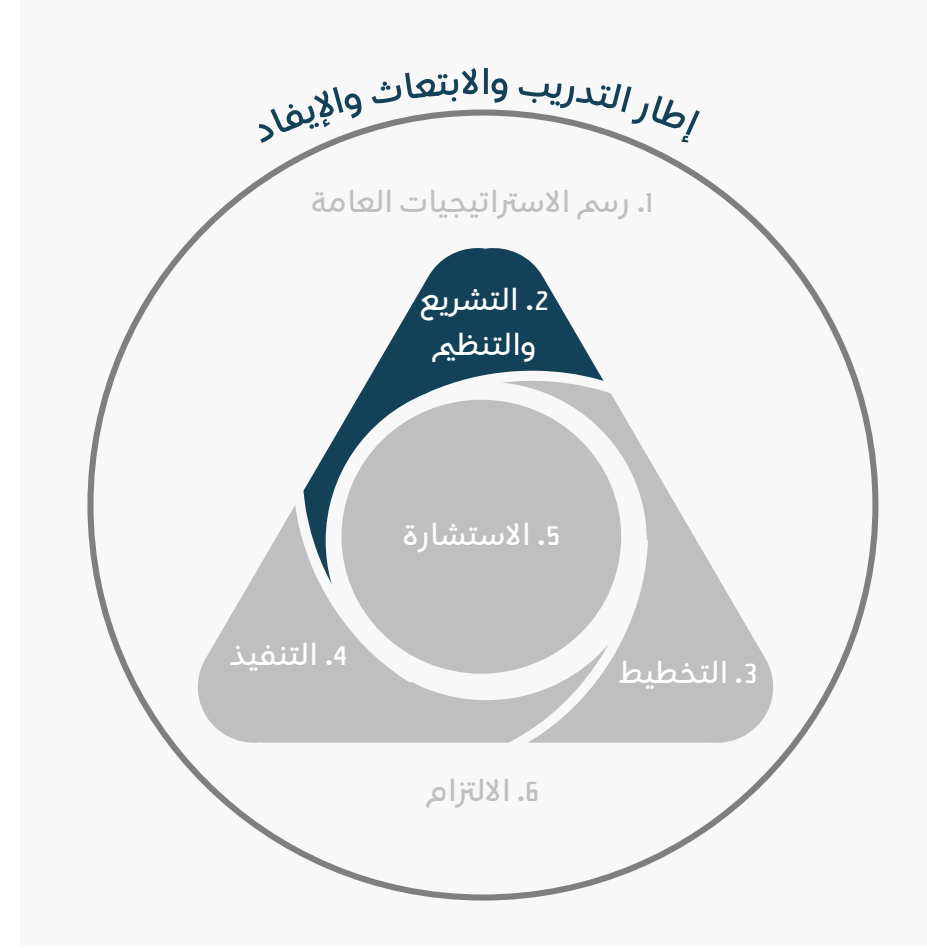 إطار التدريب والابتعاث والإيفاد
1. رسم الاستراتيجيات العامة
2. التشريع
والتنظيم
5. الاستشارة
4. التنفيذ
3. التخطيط
6. الالتزام